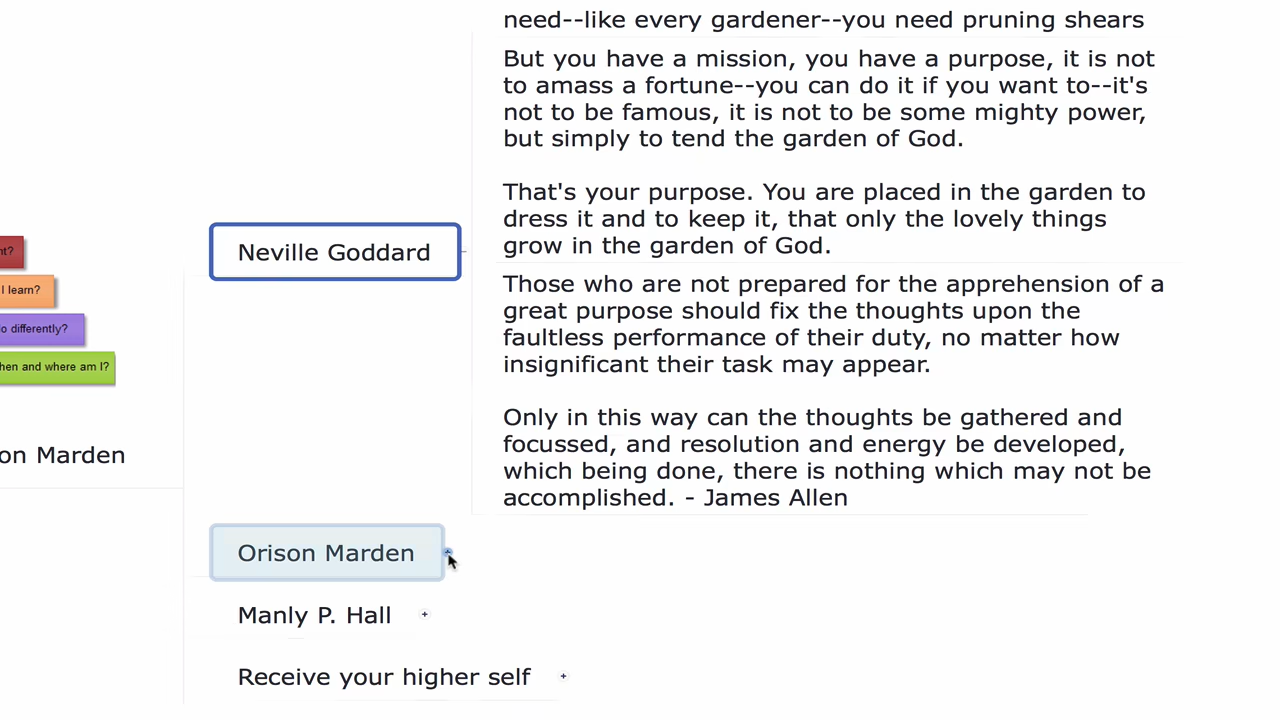 need--like every gardener--you need pruning shears
But you have a mission, you have a purpose, it is not
to amass a fortune--you can do it if you want to--it's
not to be famous, it is not to be some mighty power,
but simply to tend the garden of God.
That's your purpose. You are placed in the garden to
dress it and to keep it, that only the lovely things
grow in the garden of God.
Neville Goddard
Those who are not prepared for the apprehension of a
great purpose should fix the thoughts upon the
faultless performance of their duty, no matter how
insignificant their task may appear.
Only in this way can the thoughts be gathered and
focussed, and resolution and energy be developed,
which being done, there is nothing which may not be
accomplished. - James Allen
I learn?
differently?
and where am I?
Marden
Orison Marden
Manly P. Hall
Receive your higher self